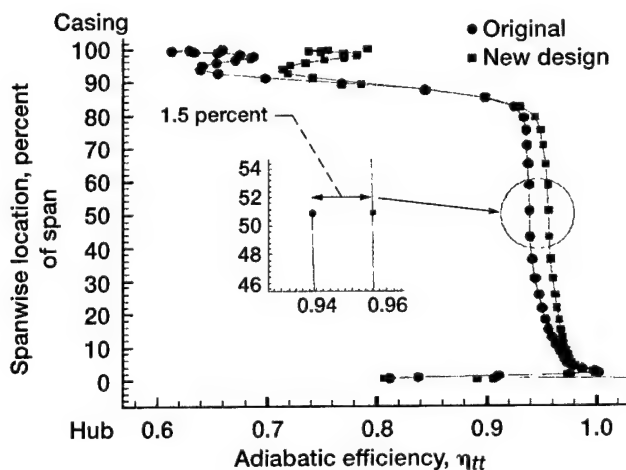 Casing
Original
New design
100
90
80
70
60
50
40
30
20
10
0
Spanwise location, percent
of span
1.5 percent
54
52
50
48
46
0.94
0.96
Hub
0.6
0.7
0.8
0.9
1.0
Adiabatic efficiency, ηtt